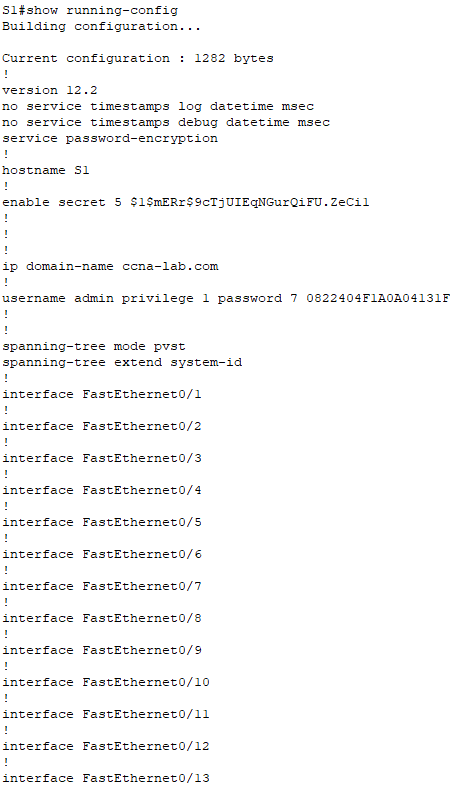 S1#show running-config
Building configuration...
Current configuration : 1282 bytes
!
version 12.2
no service timestamps log datetime msec
no service timestamps debug datetime msec
service password-encryption
!
hostname S1
!
enable secret 5 $1$mERr$9cTjUIEqNGurQiFU.ZeCi1
!
!
!
ip domain-name ccna-lab.com
!
username admin privilege 1 password 7 0822404F1A0A04131F
!
!
spanning-tree mode pvst
spanning-tree extend system-id
!
interface FastEthernet0/1
!
interface FastEthernet0/2
!
interface FastEthernet0/3
!
interface FastEthernet0/4
!
interface FastEthernet0/5
!
interface FastEthernet0/6
!
interface FastEthernet0/7
!
interface FastEthernet0/8
!
interface FastEthernet0/9
!
interface FastEthernet0/10
!
interface FastEthernet0/11
!
interface FastEthernet0/12
!
interface FastEthernet0/13